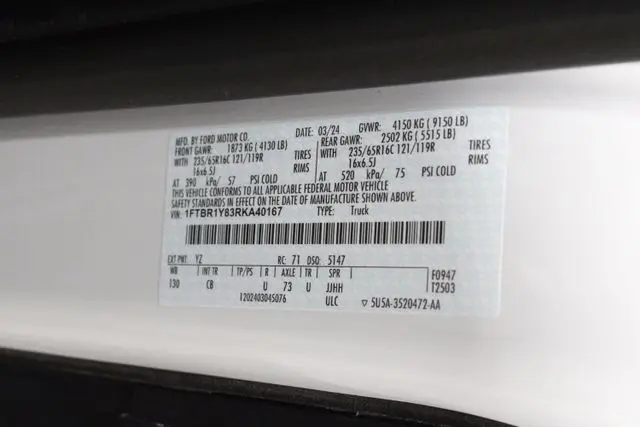 MFD. BY FORD MOTOR CO.
DATE: 03/24 GVWR: 4150 KG ( 9150 LB)
FRONT GAWR: 1873 KG ( 4130 LB) REAR GAWR: 2502 KG ( 5515 LB)
WITH 235/65R16C 121/119R TIRES WITH 235/65R16C 121/119R TIRES
16x6.5J RIMS 16x6.5J RIMS
AT 390 kPa/ 57 PSI COLD AT 520 kPa/ 75 PSI COLD
THIS VEHICLE CONFORMS TO ALL APPLICABLE FEDERAL MOTOR VEHICLE
SAFETY STANDARDS IN EFFECT ON THE DATE OF MANUFACTURE SHOWN ABOVE.
VIN: 1FTBR1Y83RKA40167 TYPE: Truck
EXT PNT: YZ RC: 71 DSO: 5147
WB INT TR TP/PS R AXLE TR SPR F0947
130 CB U 73 U JJHH T2503
1202403045076 ULC ▽ 5U5A-3520472-AA